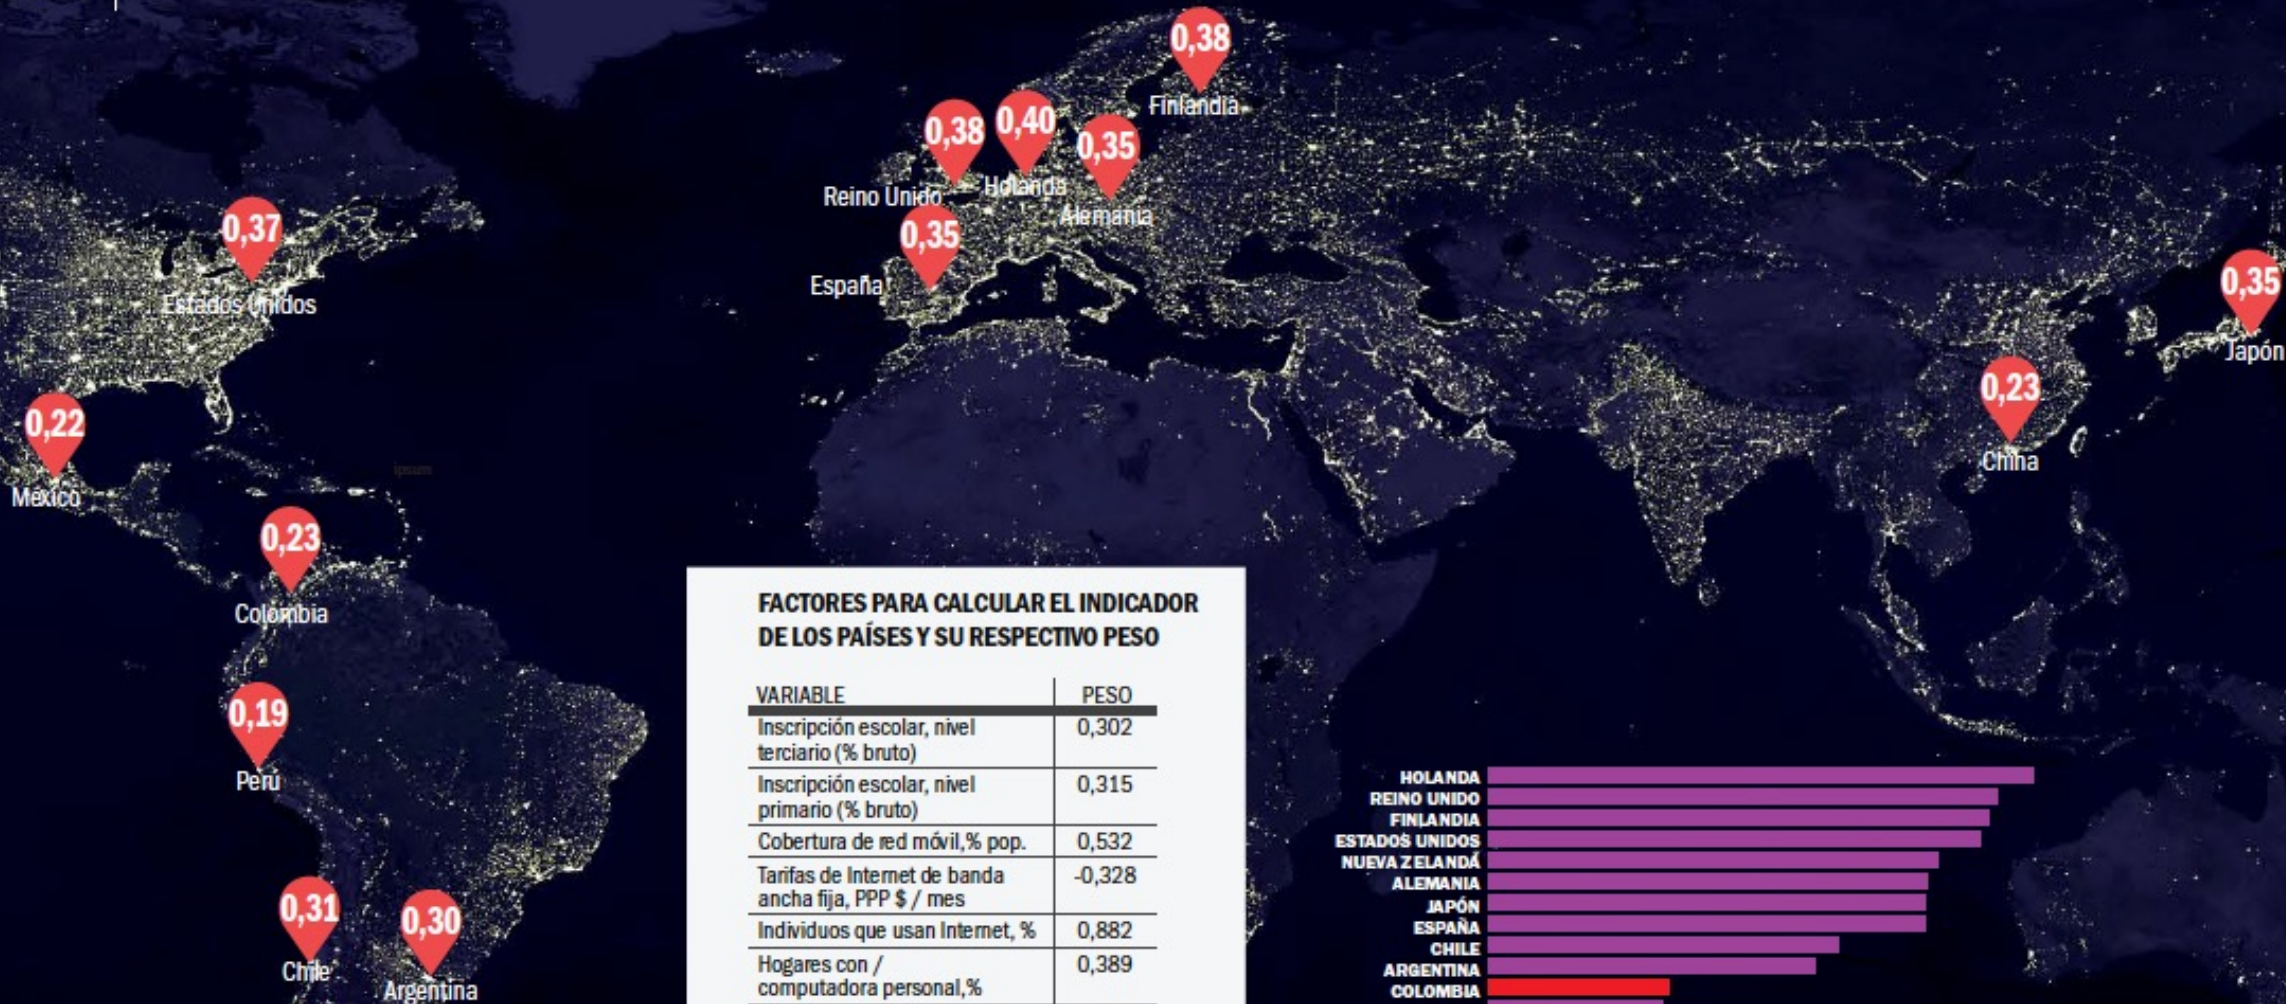 0,38
Finlandia
0,38
0,40
0,35
Reino Unido
Holanda
Alemania
0,37
0,35
España
Estados Unidos
0,35
Japón
0,22
México
0,23
China
ipsum
0,23
Colombia
0,19
Perú
0,31
Chile
0,30
Argentina
FACTORES PARA CALCULAR EL INDICADOR
DE LOS PAÍSES Y SU RESPECTIVO PESO
VARIABLE PESO
Inscripción escolar, nivel
terciario (% bruto) 0,302
Inscripción escolar, nivel
primario (% bruto) 0,315
Cobertura de red móvil,% pop. 0,532
Tarifas de Internet de banda
ancha fija, PPP $ / mes -0,328
Individuos que usan Internet, % 0,882
Hogares con /
computadora personal,% 0,389
HOLANDA
REINO UNIDO
FINLANDIA
ESTADOS UNIDOS
NUEVA ZELANDÁ
ALEMANIA
JAPÓN
ESPAÑA
CHILE
ARGENTINA
COLOMBIA